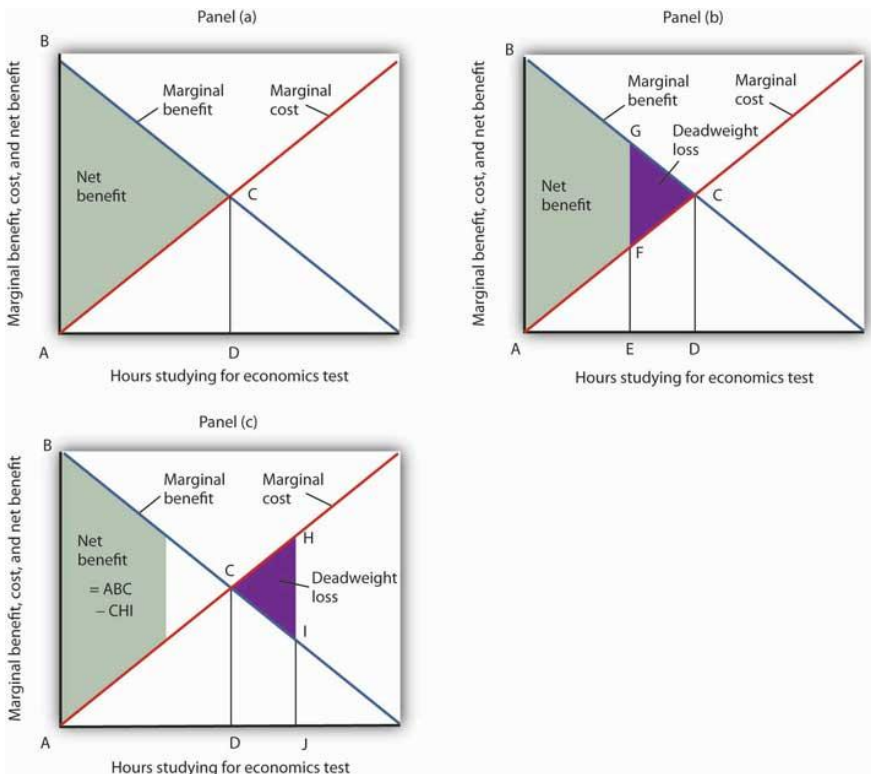 Panel (a)
B
Marginal benefit, cost, and net benefit
Marginal
benefit
Marginal
cost
Net
benefit
C
A
D
Hours studying for economics test
Panel (b)
B
Marginal benefit, cost, and net benefit
Marginal
benefit
Marginal
cost
G
Deadweight
loss
Net
benefit
C
F
A
E
D
Hours studying for economics test
Panel (c)
B
Marginal benefit, cost, and net benefit
Marginal
benefit
Marginal
cost
Net
benefit
= ABC
– CHI
H
C
Deadweight
loss
I
A
D
J
Hours studying for economics test